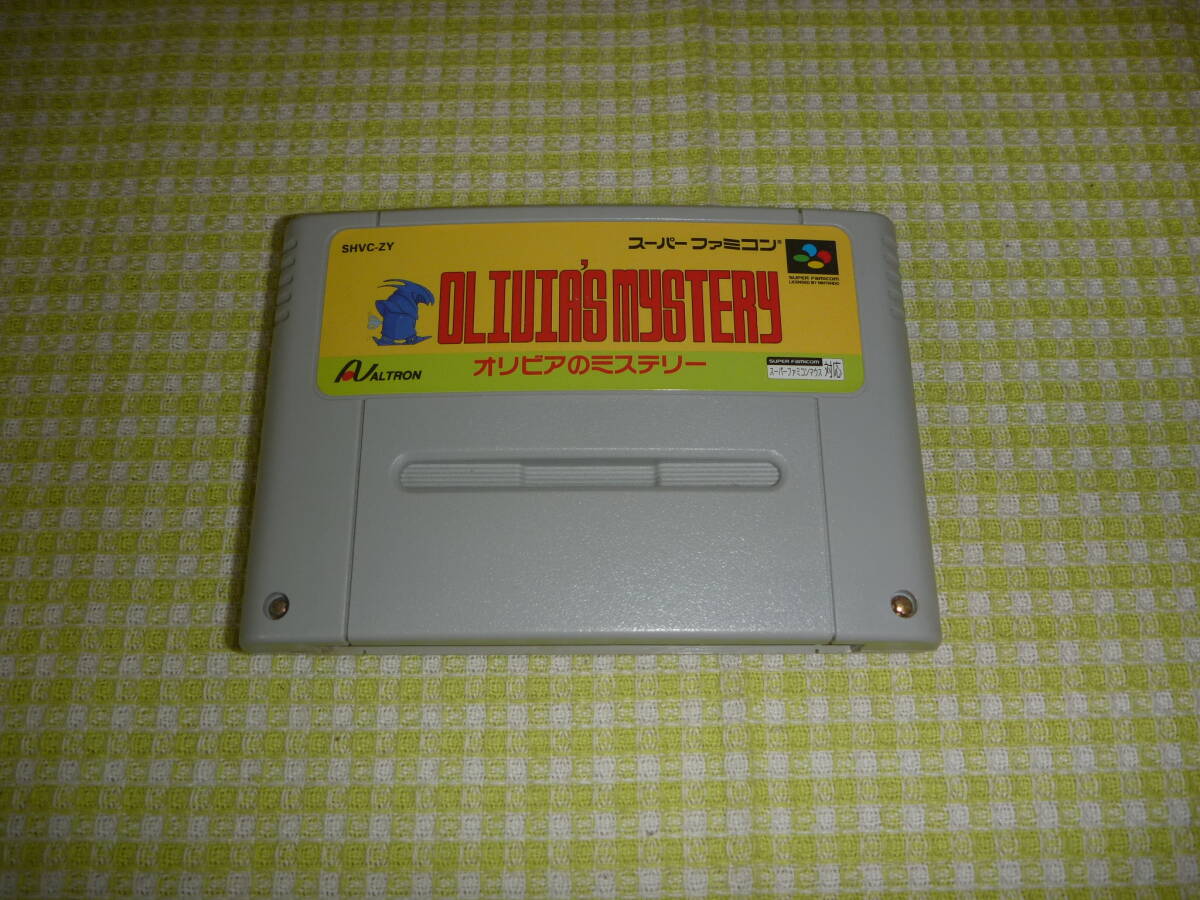 SHVC-ZY
スーパーファミコン®
SUPER FAMICOM
LICENSED BY NINTENDO
OLIVIA'S MYSTERY
ALTRON
オリビアのミステリー
SUPER FAMICOM
スーパーファミコンマウス 対応